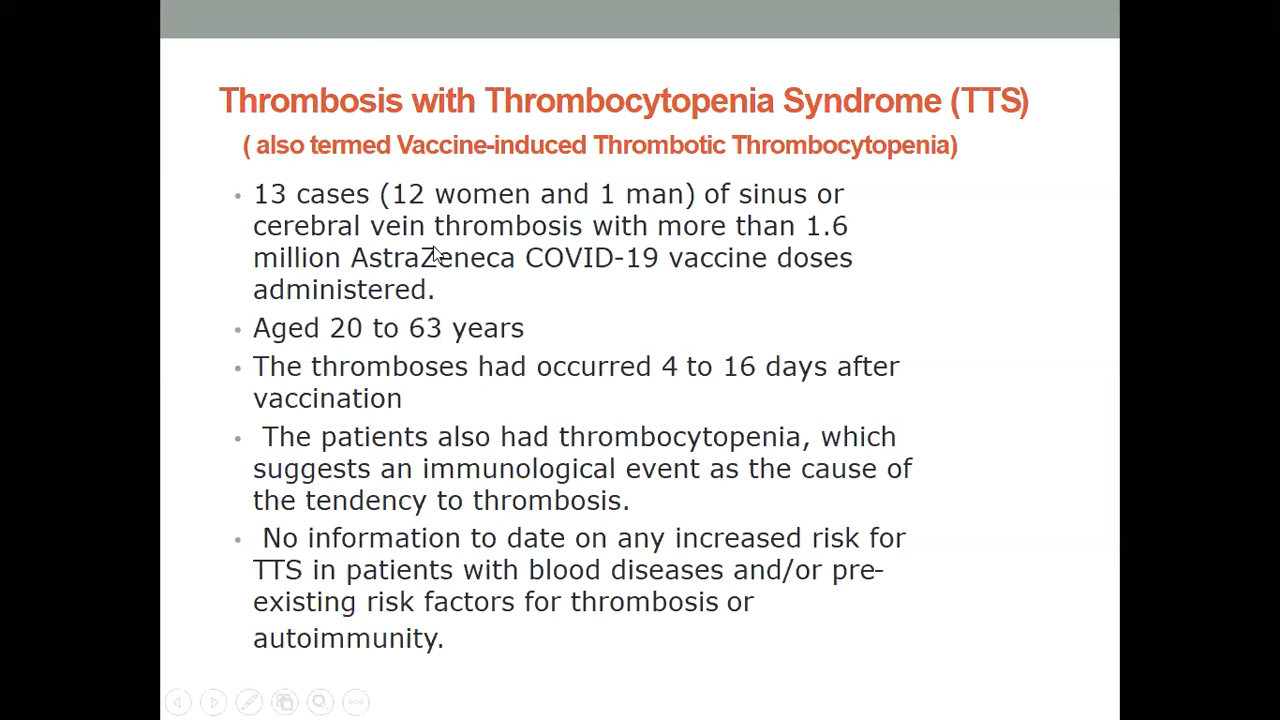 Thrombosis with Thrombocytopenia Syndrome (TTS)
( also termed Vaccine-induced Thrombotic Thrombocytopenia)
• 13 cases (12 women and 1 man) of sinus or
cerebral vein thrombosis with more than 1.6
million AstraZeneca COVID-19 vaccine doses
administered.
• Aged 20 to 63 years
• The thromboses had occurred 4 to 16 days after
vaccination
• The patients also had thrombocytopenia, which
suggests an immunological event as the cause of
the tendency to thrombosis.
• No information to date on any increased risk for
TTS in patients with blood diseases and/or pre-
existing risk factors for thrombosis or
autoimmunity.